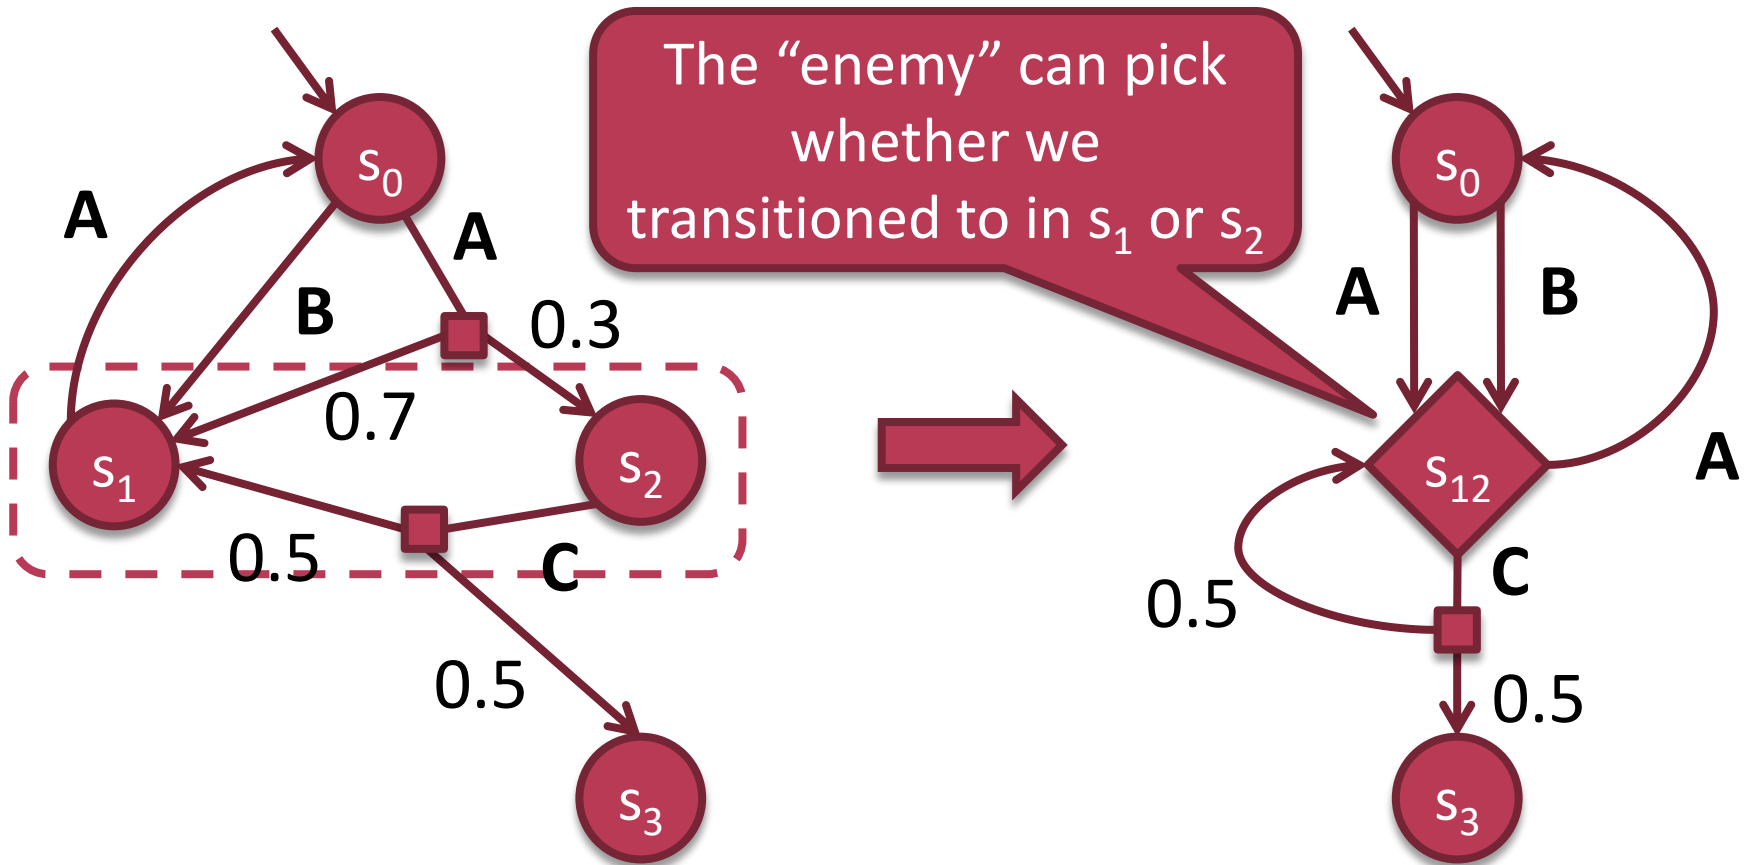 The “enemy” can pick
whether we
transitioned to in s₁ or s₂
s₀
A
B
A
0.3
0.7
s₁
s₂
0.5
C
0.5
s₃
s₀
A
B
A
s₁₂
C
0.5
0.5
s₃